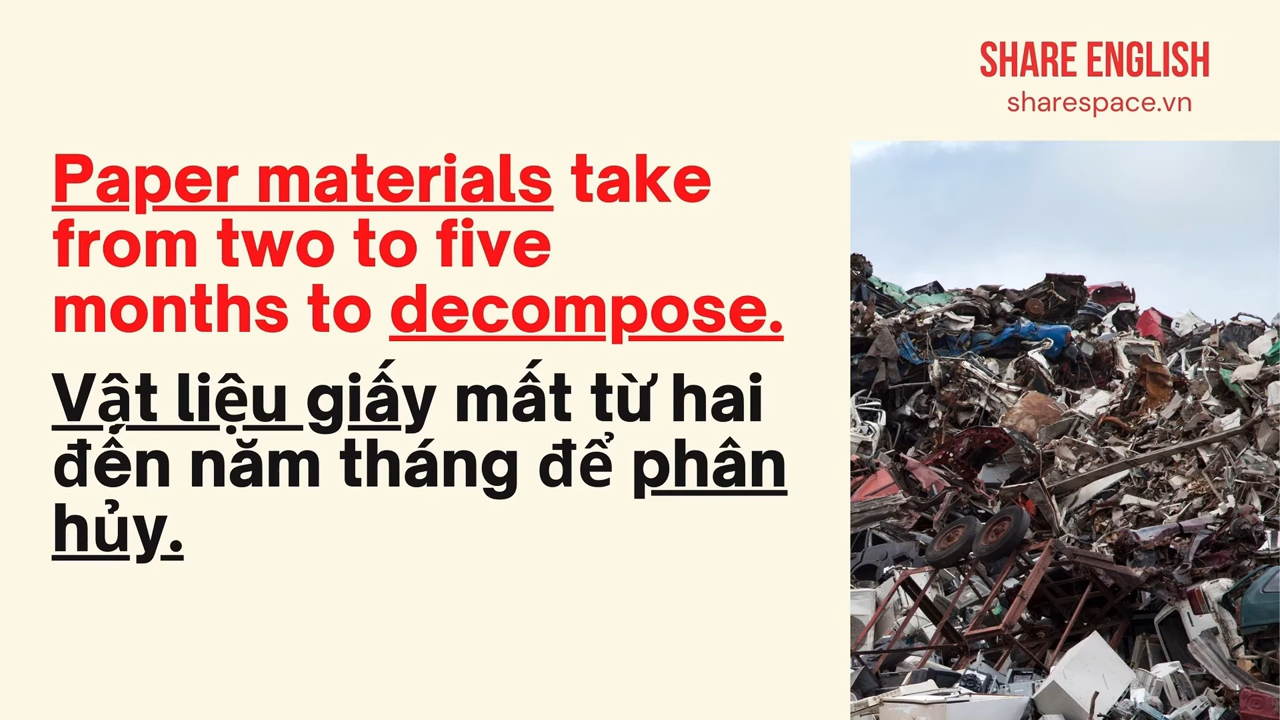 SHARE ENGLISH
sharespace.vn
Paper materials take
from two to five
months to decompose.
Vật liệu giấy mất từ hai
đến năm tháng để phân
hủy.